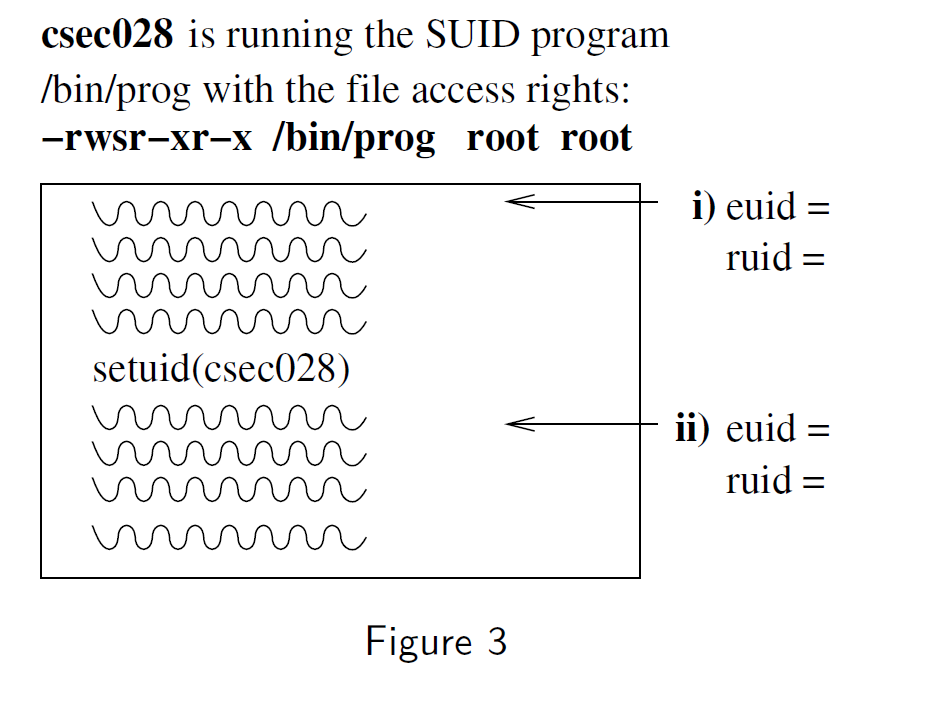 csec028 is running the SUID program
/bin/prog with the file access rights:
–rwsr–xr–x /bin/prog root root
i) euid =
ruid =
setuid(csec028)
ii) euid =
ruid =
Figure 3